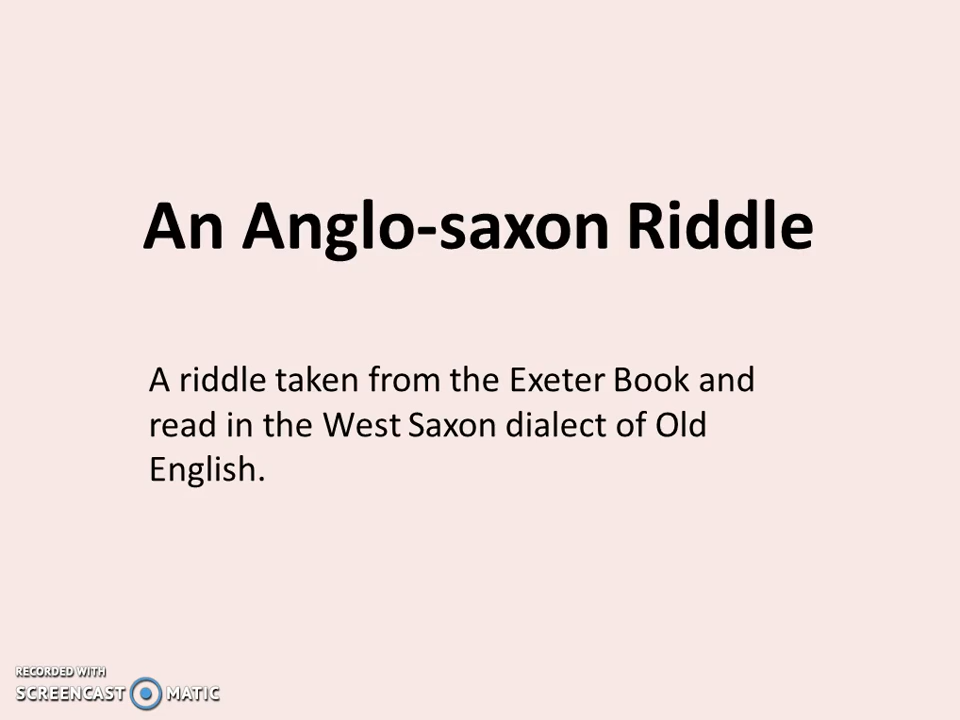 An Anglo-saxon Riddle
A riddle taken from the Exeter Book and
read in the West Saxon dialect of Old
English.
RECORDED WITH
SCREENCAST MATIC